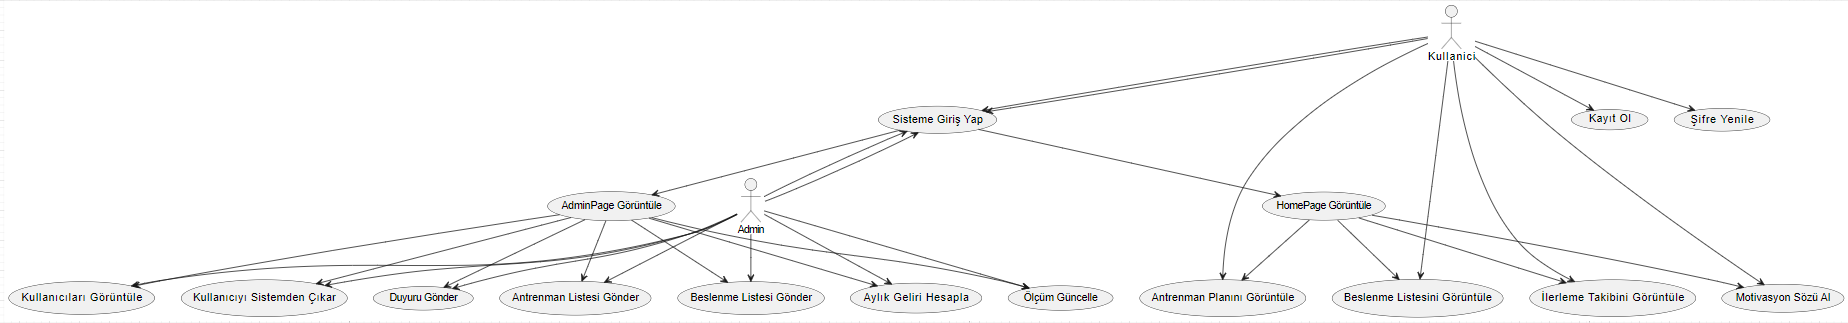 Kullanici
Sisteme Giriş Yap
Kayıt Ol
Şifre Yenile
AdminPage Görüntüle
Admin
HomePage Görüntüle
Kullanıcıları Görüntüle
Kullanıcıyı Sistemden Çıkar
Duyuru Gönder
Antrenman Listesi Gönder
Beslenme Listesi Gönder
Aylık Geliri Hesapla
Ölçüm Güncelle
Antrenman Planını Görüntüle
Beslenme Listesini Görüntüle
İlerleme Takibini Görüntüle
Motivasyon Sözü Al